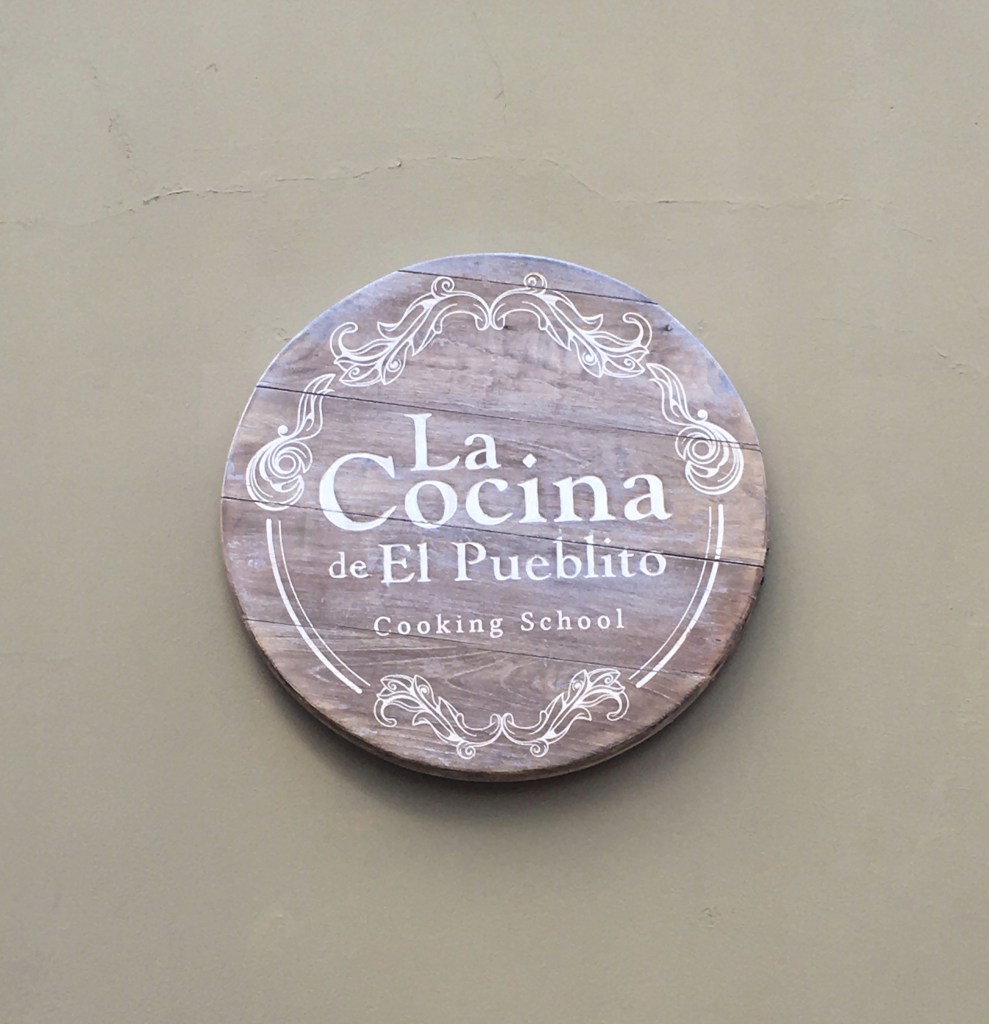 La
Cocina
de El Pueblito
Cooking School